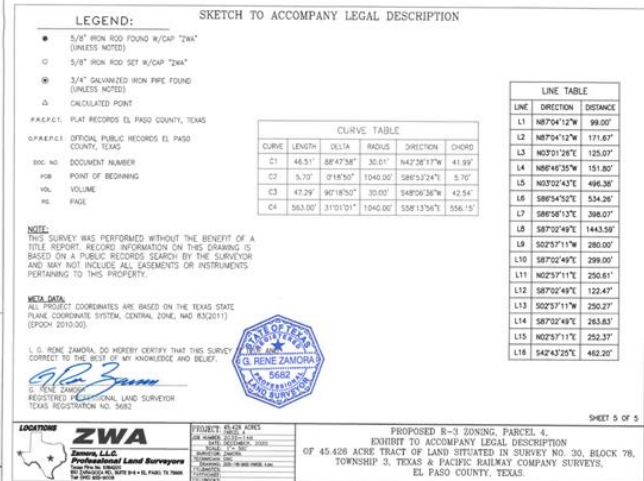 SKETCH TO ACCOMPANY LEGAL DESCRIPTION
LEGEND:
5/8" IRON ROD FOUND W/CAP "ZWA"
(UNLESS NOTED)
5/8" IRON ROD SET W/CAP "ZWA"
3/4" GALVANIZED IRON PIPE FOUND
(UNLESS NOTED)
CALCULATED POINT
P.R.E.P.C.T. PLAT RECORDS EL PASO COUNTY, TEXAS
O.P.R.E.P.C.T. OFFICIAL PUBLIC RECORDS EL PASO
COUNTY, TEXAS
DOC. NO. DOCUMENT NUMBER
POB POINT OF BEGINNING
VOL. VOLUME
PG. PAGE
NOTE:
THIS SURVEY WAS PERFORMED WITHOUT THE BENEFIT OF A
TITLE REPORT. RECORD INFORMATION ON THIS DRAWING IS
BASED ON A PUBLIC RECORDS SEARCH BY THE SURVEYOR
AND MAY NOT INCLUDE ALL EASEMENTS OR INSTRUMENTS
PERTAINING TO THIS PROPERTY.
META DATA:
ALL PROJECT COORDINATES ARE BASED ON THE TEXAS STATE
PLANE COORDINATE SYSTEM, CENTRAL ZONE, NAD 83(2011)
(EPOCH 2010.00).
I, G. RENE ZAMORA, DO HEREBY CERTIFY THAT THIS SURVEY IS TRUE AND
CORRECT TO THE BEST OF MY KNOWLEDGE AND BELIEF.
G. RENE ZAMORA
REGISTERED PROFESSIONAL LAND SURVEYOR
TEXAS REGISTRATION NO. 5682
STATE OF TEXAS
REGISTERED
G. RENE ZAMORA
5682
PROFESSIONAL
LAND SURVEYOR
CURVE TABLE
CURVE LENGTH DELTA RADIUS DIRECTION CHORD
C1 46.51' 88°47'58" 30.01' N42°38'17"W 41.99'
C2 5.70' 0°18'50" 1040.00' S86°53'24"E 5.70'
C3 47.29' 90°18'50" 30.00' S48°06'36"W 42.54'
C4 563.00' 31°01'01" 1040.00' S58°13'56"E 556.15'
LINE TABLE
LINE DIRECTION DISTANCE
L1 N87°04'12"W 99.00'
L2 N87°04'12"W 171.67'
L3 N03°01'26"E 125.07'
L4 N86°46'35"W 151.80'
L5 N03°02'43"E 496.38'
L6 S86°54'52"E 534.26'
L7 S86°58'13"E 398.07'
L8 S87°02'49"E 1443.59'
L9 S02°57'11"W 280.00'
L10 S87°02'49"E 299.00'
L11 N02°57'11"E 250.61'
L12 S87°02'49"E 122.47'
L13 S02°57'11"W 250.27'
L14 S87°02'49"E 263.83'
L15 N02°57'11"E 252.37'
L16 S42°43'25"E 462.20'
SHEET 5 OF 5
LOCATIONS
ZWA
Zamora, L.L.C.
Professional Land Surveyors
PROJECT: 45.428 ACRES
PARCEL 4
DATE: DECEMBER, 2020
PROPOSED R-3 ZONING, PARCEL 4,
EXHIBIT TO ACCOMPANY LEGAL DESCRIPTION
OF 45.428 ACRE TRACT OF LAND SITUATED IN SURVEY NO. 30, BLOCK 78,
TOWNSHIP 3, TEXAS & PACIFIC RAILWAY COMPANY SURVEYS,
EL PASO COUNTY, TEXAS.